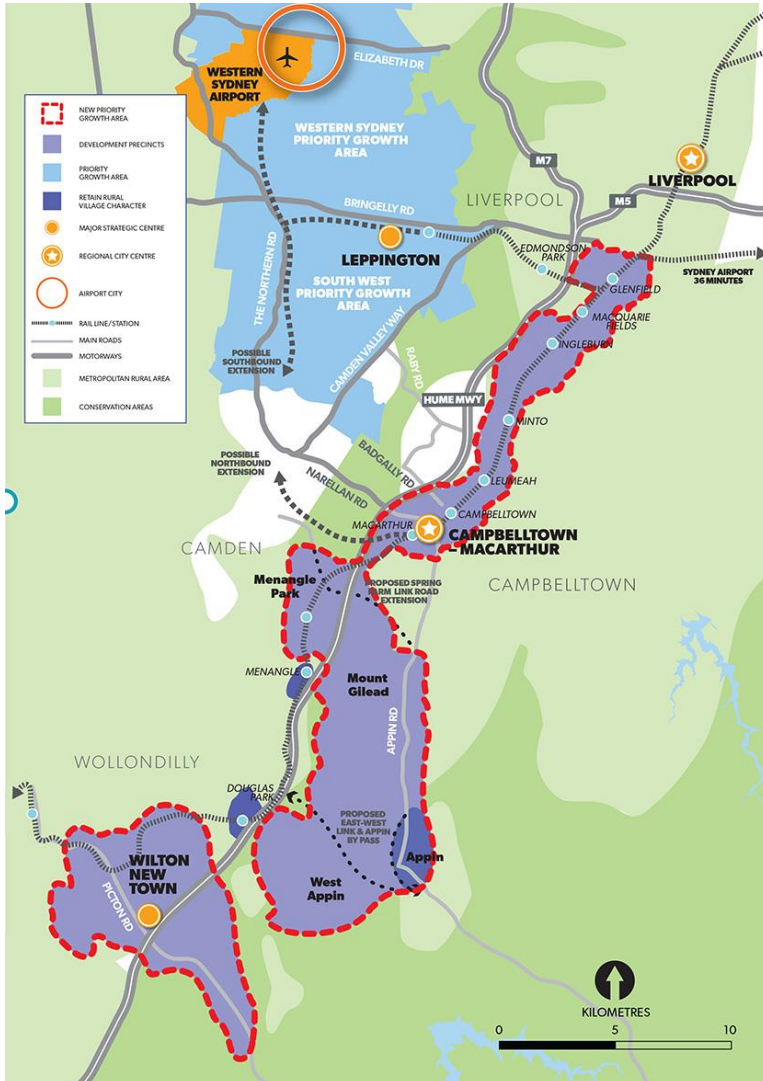 ELIZABETH DR
WESTERN
SYDNEY
AIRPORT
NEW PRIORITY
GROWTH AREA
DEVELOPMENT PRECINCTS
PRIORITY
GROWTH AREA
RETAIN RURAL
VILLAGE CHARACTER
MAJOR STRATEGIC CENTRE
REGIONAL CITY CENTRE
AIRPORT CITY
RAIL LINE/STATION
MAIN ROADS
MOTORWAYS
METROPOLITAN RURAL AREA
CONSERVATION AREAS
WESTERN SYDNEY
PRIORITY GROWTH
AREA
M7
LIVERPOOL
M5
LIVERPOOL
BRINGELLY RD
LEPPINGTON
EDMONDSON
PARK
SYDNEY AIRPORT
36 MINUTES
GLENFIELD
THE NORTHERN RD
SOUTH WEST
PRIORITY GROWTH
AREA
MACQUARIE
FIELDS
INGLEBURN
CAMDEN VALLEY WAY
RABY RD
POSSIBLE
SOUTHBOUND
EXTENSION
HUME MWY
MINTO
BADGALLY RD
POSSIBLE
NORTHBOUND
EXTENSION
NARELLAN RD
LEUMEAH
CAMPBELLTOWN
MACARTHUR
CAMPBELLTOWN
– MACARTHUR
CAMDEN
Menangle
Park
PROPOSED SPRING
FARM LINK ROAD
EXTENSION
CAMPBELLTOWN
MENANGLE
Mount
Gilead
APPIN RD
WOLLONDILLY
DOUGLAS
PARK
PROPOSED
EAST-WEST
LINK & APPIN
BY PASS
WILTON
NEW
TOWN
PICTON RD
West
Appin
Appin
KILOMETRES
0 5 10